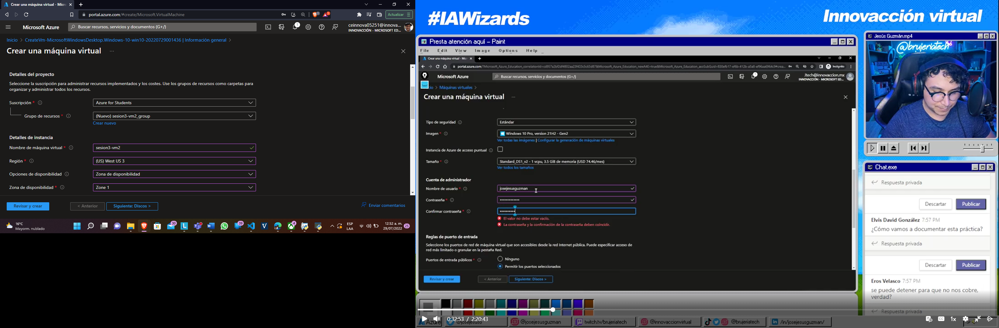 Crear una máquina virtual - Micr
Actualizar
portal.azure.com/#create/Microsoft.VirtualMachine
Microsoft Azure
Buscar recursos, servicios y documentos (G+/)
1
ceinnova05251@innova...
INNOVACCIÓN - MICROSOFT ED...
Inicio > CreateVm-MicrosoftWindowsDesktop.Windows-10-win10-20220729001436 | Información general >
Crear una máquina virtual ...
Detalles del proyecto
Seleccione la suscripción para administrar recursos implementados y los costes. Use los grupos de recursos como carpetas para
organizar y administrar todos los recursos.
Suscripción *
Azure for Students
Grupo de recursos *
(Nuevo) sesion3-vm2_group
Crear nuevo
Detalles de instancia
Nombre de máquina virtual *
sesion3-vm2
Región *
(US) West US 3
Opciones de disponibilidad
Zona de disponibilidad
Zona de disponibilidad *
Zone 1
Revisar y crear
< Anterior
Siguiente: Discos >
Enviar comentarios
16°C
Mayorm. nublado
30
39
4
ESP
LAA
12:52 a. m.
29/07/2022
25
#IAWizards
Innovacción virtual
Presta atención aquí - Paint
File Edit View Image Options Help
Crear una máquina virtual - Mic
Incógnito
Microsoft Azure
Buscar recursos, servicios y documentos (G+/)
Jtech@innovaccion.mx
INNOVACCIÓN - MICROSOFT ED...
cio > Máquinas virtuales >
Crear una máquina virtual ...
Tipo de seguridad
Estándar
Imagen *
Windows 10 Pro, version 21H2 - Gen2
Ver todas las imágenes | Configurar la generación de máquinas virtuales
Instancia de Azure de acceso puntual
Tamaño *
Standard_DS1_v2 - 1 vcpu, 3.5 GiB de memoria (USD 74.46/mes)
Ver todos los tamaños
Cuenta de administrador
Nombre de usuario *
josejesusguzman
Contraseña *
Confirmar contraseña *
El valor no debe estar vacío.
La contraseña y la confirmación de la contraseña deben coincidir.
Reglas de puerto de entrada
Seleccione los puertos de red de máquina virtual que son accesibles desde la red Internet pública. Puede especificar acceso de
red más limitado o granular en la pestaña Red.
Puertos de entrada públicos *
Ninguno
Permitir los puertos seleccionados
Revisar y crear
< Anterior
Siguiente: Discos >
Jesús Guzmán.mp4
@brujeriatech
Chat.exe
Respuesta privada
Descartar
Publicar
Elvis David González 7:57 PM
¿Cómo vamos a documentar esta práctica?
Respuesta privada
Descartar
Publicar
Eros Velasco 7:57 PM
se puede detener para que no nos cobre,
verdad?
Respuesta privada
0:32:53 / 2:20:43
CC
1x
Azure
@josejesusguzman
twitch.tv/brujeriatech
@innovaccionvirtual
@brujeriatech
/in/josejesusguzman/